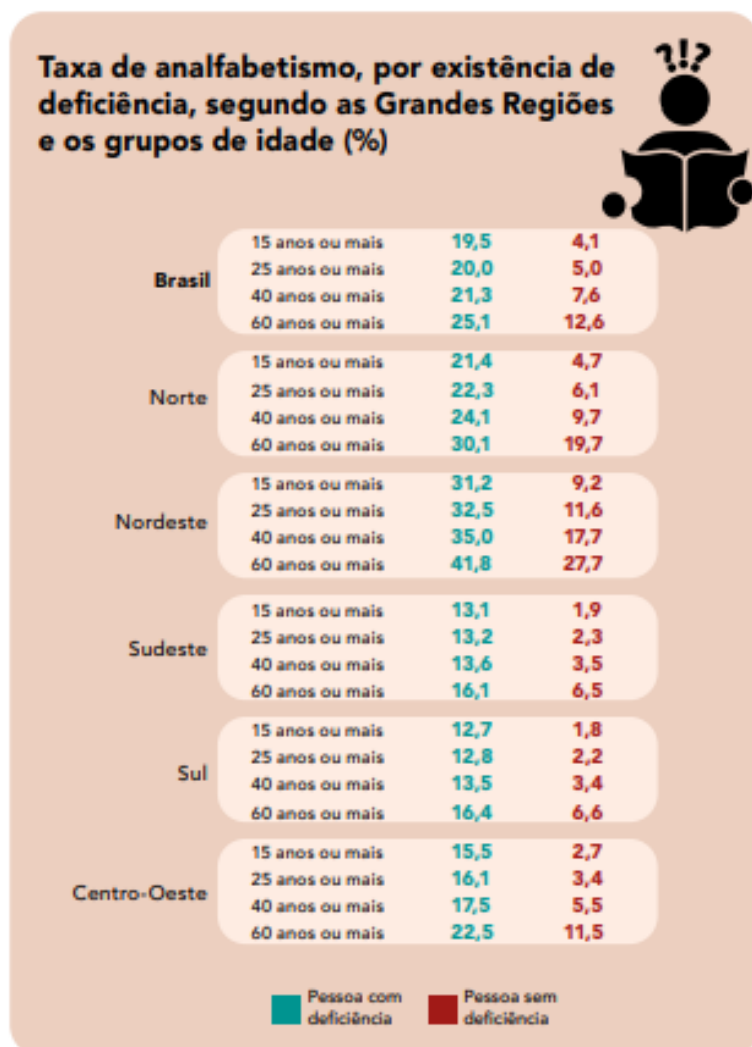 ?!?
Taxa de analfabetismo, por existência de
deficiência, segundo as Grandes Regiões
e os grupos de idade (%)
Brasil
15 anos ou mais 19,5 4,1
25 anos ou mais 20,0 5,0
40 anos ou mais 21,3 7,6
60 anos ou mais 25,1 12,6
Norte
15 anos ou mais 21,4 4,7
25 anos ou mais 22,3 6,1
40 anos ou mais 24,1 9,7
60 anos ou mais 30,1 19,7
Nordeste
15 anos ou mais 31,2 9,2
25 anos ou mais 32,5 11,6
40 anos ou mais 35,0 17,7
60 anos ou mais 41,8 27,7
Sudeste
15 anos ou mais 13,1 1,9
25 anos ou mais 13,2 2,3
40 anos ou mais 13,6 3,5
60 anos ou mais 16,1 6,5
Sul
15 anos ou mais 12,7 1,8
25 anos ou mais 12,8 2,2
40 anos ou mais 13,5 3,4
60 anos ou mais 16,4 6,6
Centro-Oeste
15 anos ou mais 15,5 2,7
25 anos ou mais 16,1 3,4
40 anos ou mais 17,5 5,5
60 anos ou mais 22,5 11,5
Pessoa com
deficiência
Pessoa sem
deficiência